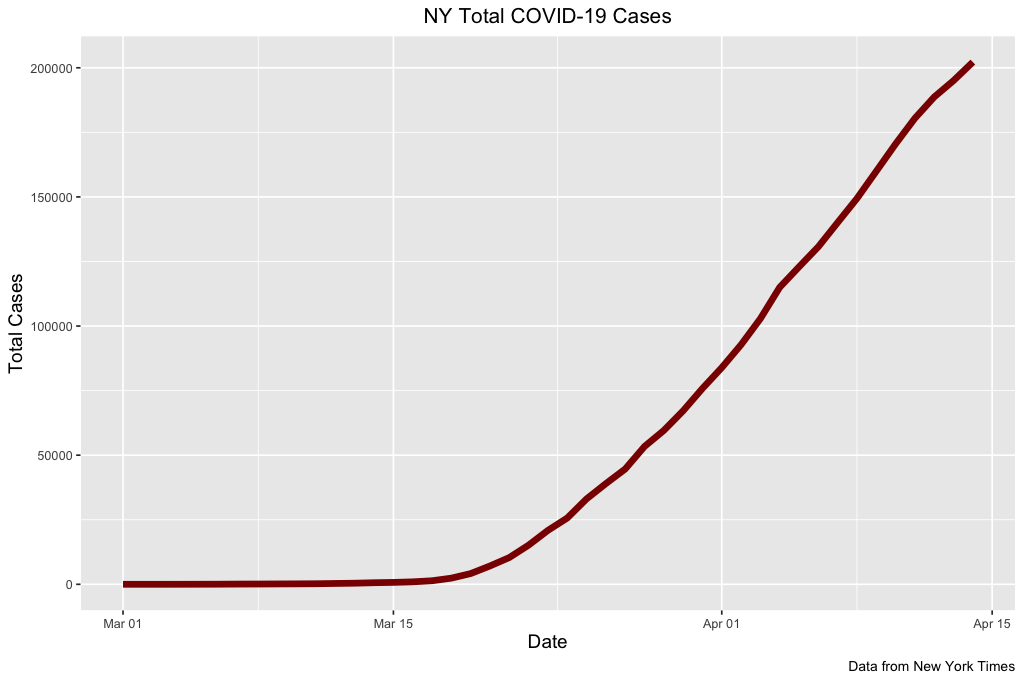 NY Total COVID-19 Cases
Total Cases
200000
150000
100000
50000
0
Mar 01
Mar 15
Apr 01
Apr 15
Date
Data from New York Times